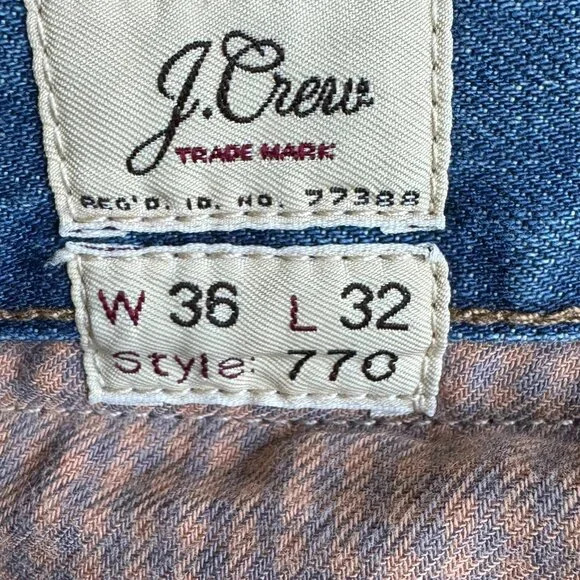 J.Crew
TRADE MARK
REG'D. ID. NO. 77388
W 36 L 32
Style: 770